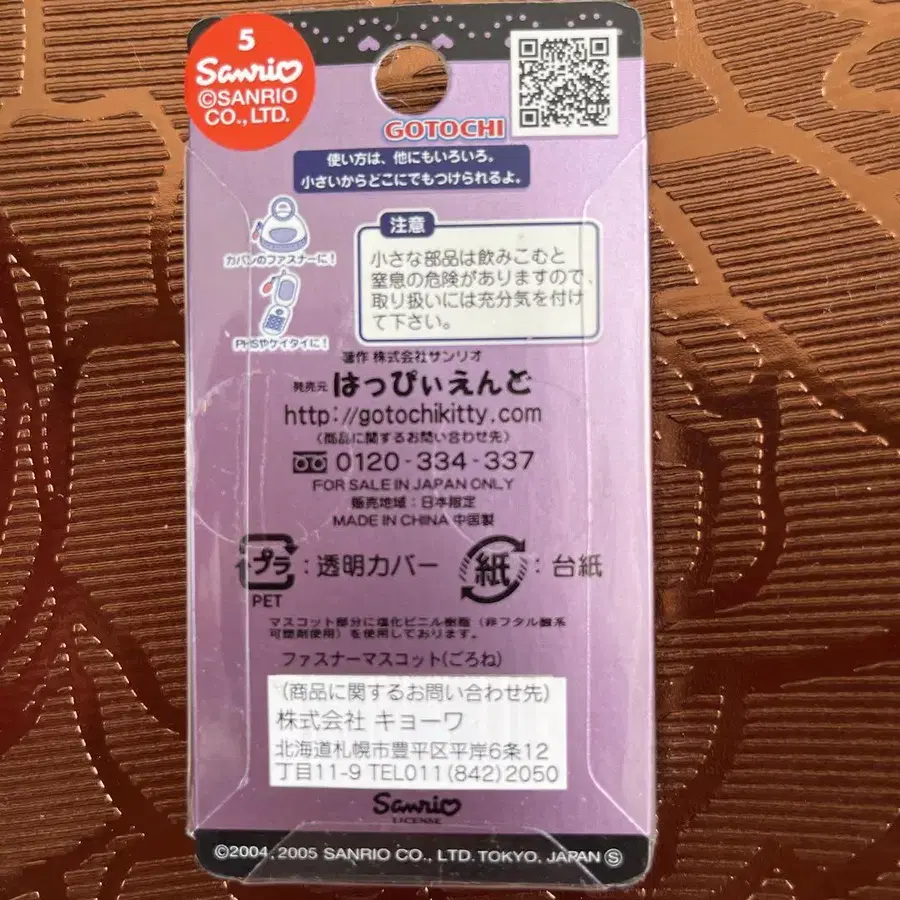 5
Sanrio
©SANRIO
CO., LTD.
GOTOCHI
使い方は、他にもいろいろ。
小さいからどこにでもつけられるよ。
カバンのファスナーに!
PHSやケイタイに!
注意
小さな部品は飲みこむと
窒息の危険がありますので、
取り扱いには充分気を付け
て下さい。
著作 株式会社サンリオ
発売元 はっぴぃえんど
http://gotochikitty.com
(商品に関するお問い合わせ先)
0120-334-337
FOR SALE IN JAPAN ONLY
販売地域:日本限定
MADE IN CHINA 中国製
プラ:透明カバー
PET
紙:台紙
マスコット部分に塩化ビニル樹脂(非フタル酸系
可塑剤使用)を使用しております。
ファスナーマスコット(ごろね)
(商品に関するお問い合わせ先)
株式会社 キョーワ
北海道札幌市豊平区平岸6条12
丁目11-9 TEL011(842)2050
Sanrio
LICENSE
©2004, 2005 SANRIO CO., LTD. TOKYO, JAPAN Ⓢ